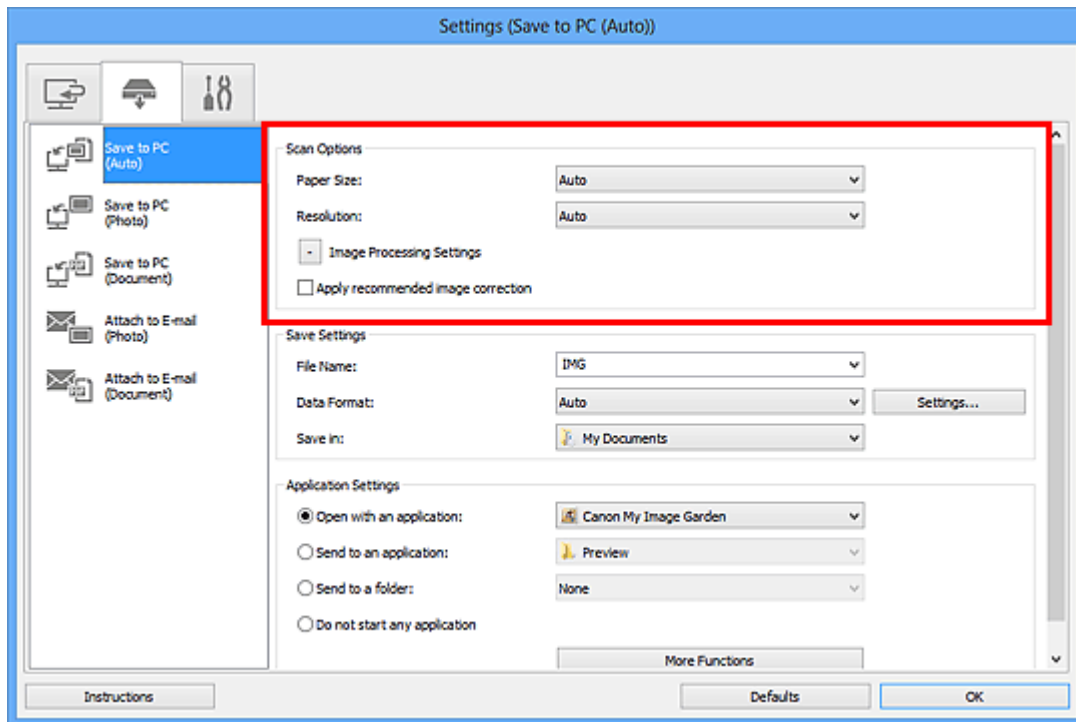 Settings (Save to PC (Auto))
Save to PC
(Auto)
Save to PC
(Photo)
Save to PC
(Document)
Attach to E-mail
(Photo)
Attach to E-mail
(Document)
Scan Options
Paper Size: Auto
Resolution: Auto
- Image Processing Settings
Apply recommended image correction
Save Settings
File Name: IMG
Data Format: Auto Settings...
Save in: My Documents
Application Settings
Open with an application: Canon My Image Garden
Send to an application: Preview
Send to a folder: None
Do not start any application
More Functions
Instructions Defaults OK